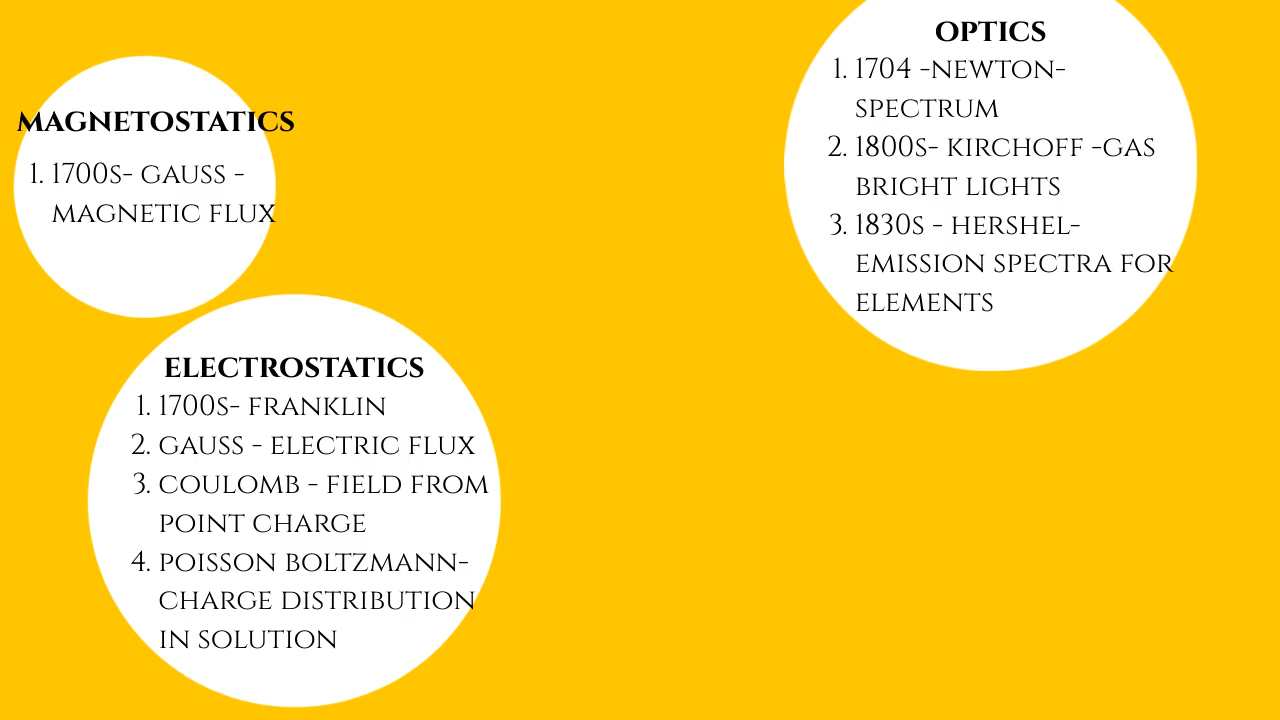 MAGNETOSTATICS
1. 1700S- GAUSS -
MAGNETIC FLUX
ELECTROSTATICS
1. 1700S- FRANKLIN
2. GAUSS - ELECTRIC FLUX
3. COULOMB - FIELD FROM
POINT CHARGE
4. POISSON BOLTZMANN-
CHARGE DISTRIBUTION
IN SOLUTION
OPTICS
1. 1704 -NEWTON-
SPECTRUM
2. 1800S- KIRCHOFF -GAS
BRIGHT LIGHTS
3. 1830S - HERSHEL-
EMISSION SPECTRA FOR
ELEMENTS